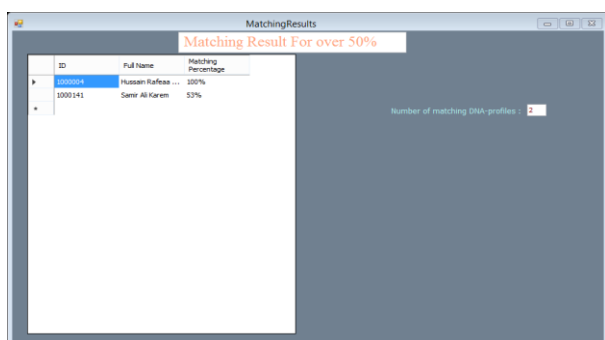 MatchingResults
Matching Result For over 50%
ID Full Name Matching Percentage
1000004 Hussain Rafeaa ... 100%
1000141 Samir Ali Karem 53%
Number of matching DNA-profiles : 2